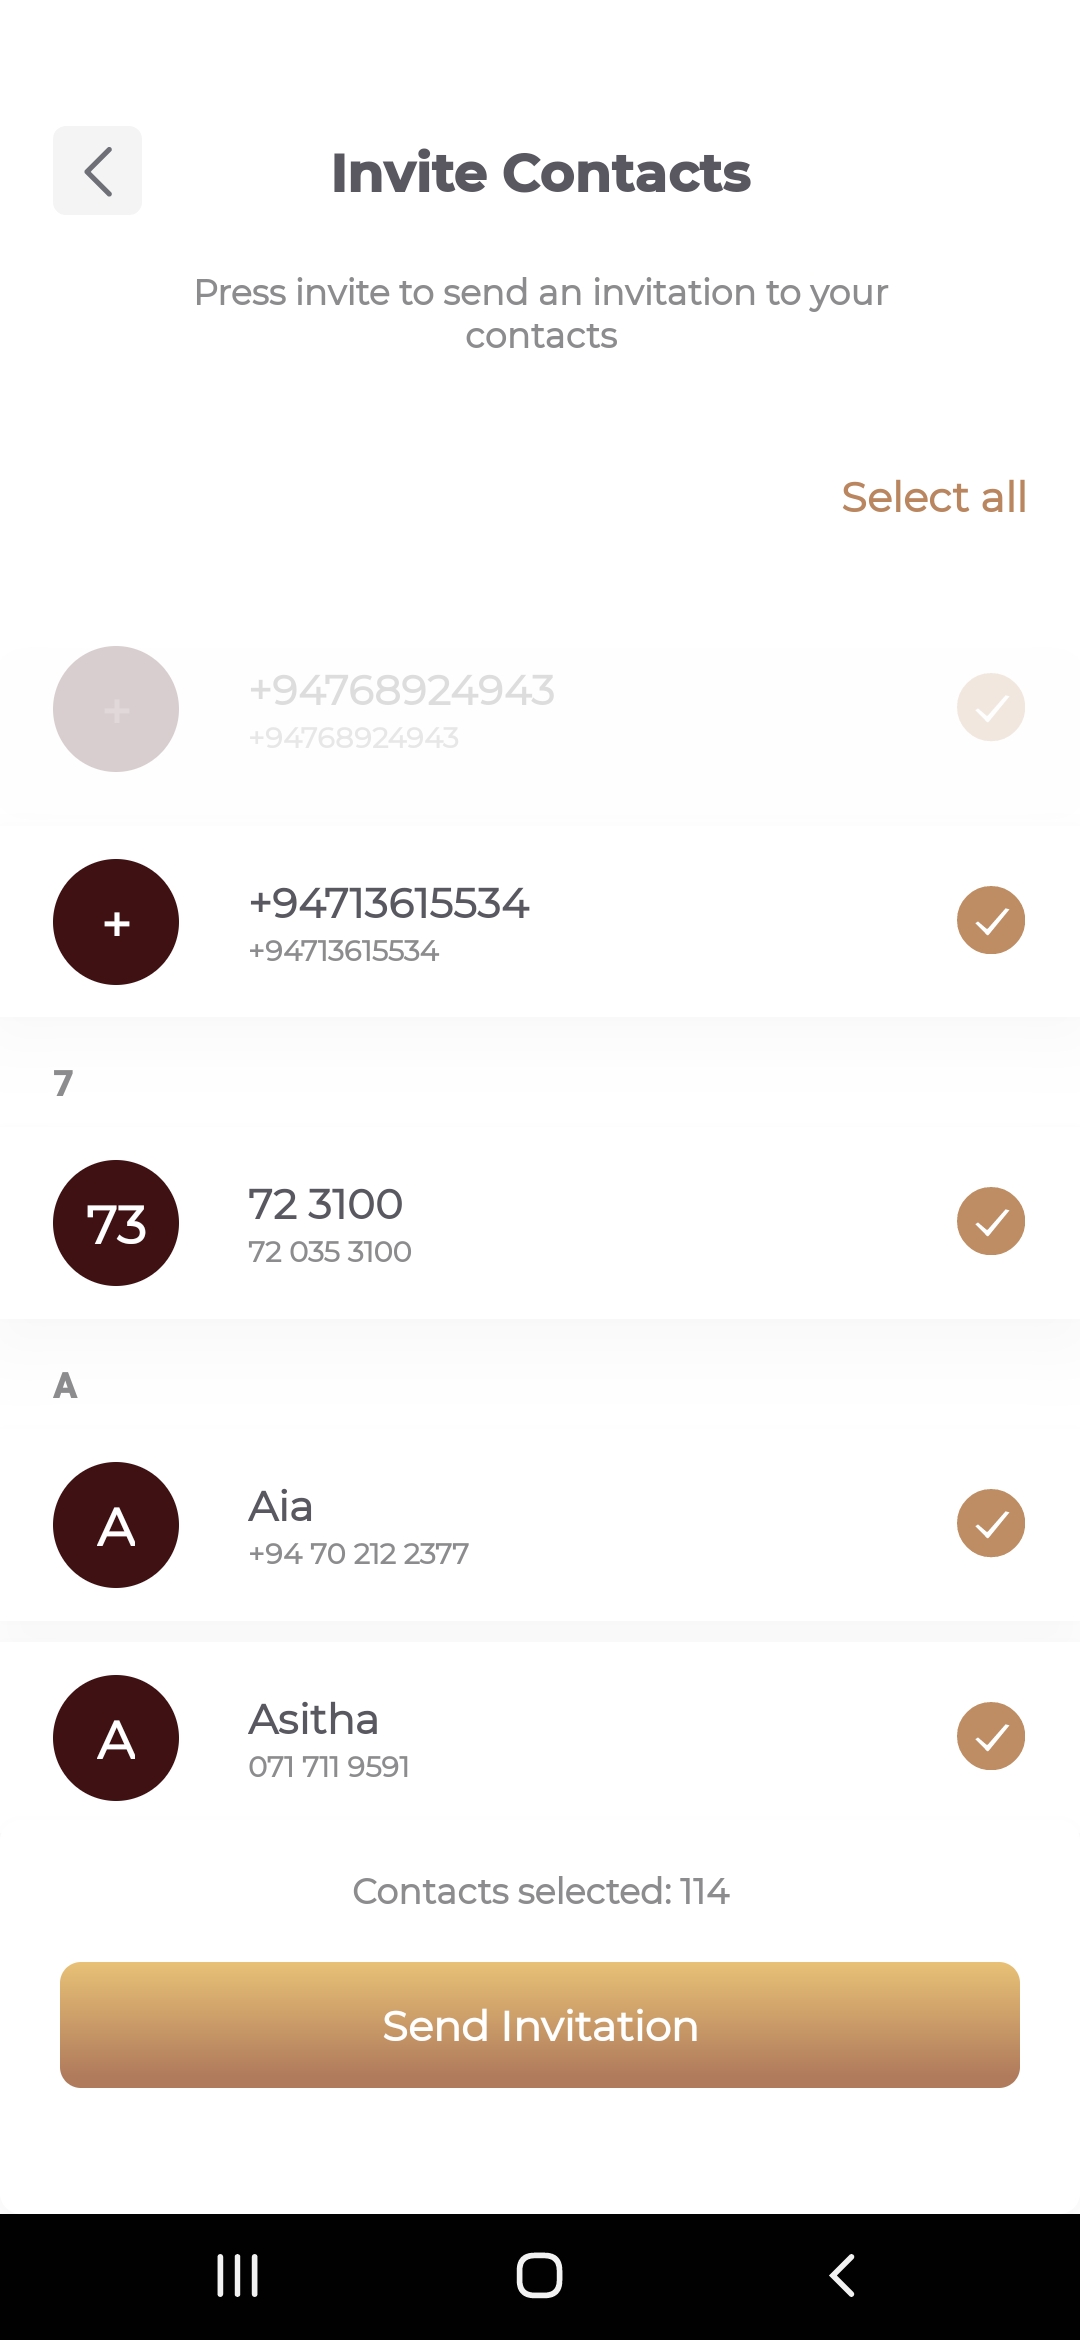 Invite Contacts
Press invite to send an invitation to your
contacts
Select all
+
+94768924943
+94768924943
+
+94713615534
+94713615534
7
73
72 3100
72 035 3100
A
A
Aia
+94 70 212 2377
A
Asitha
071 711 9591
Contacts selected: 114
Send Invitation